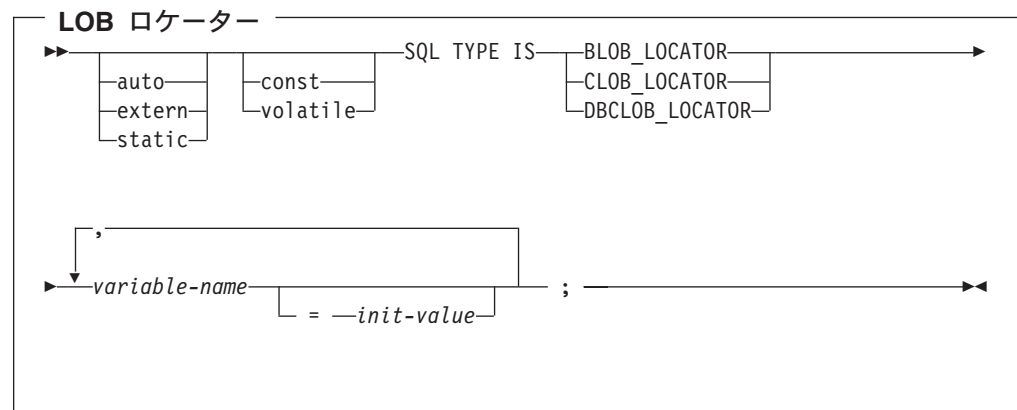 LOB ロケーター
SQL TYPE IS BLOB_LOCATOR
auto const CLOB_LOCATOR
extern volatile DBCLOB_LOCATOR
static
,
variable-name ;
= init-value